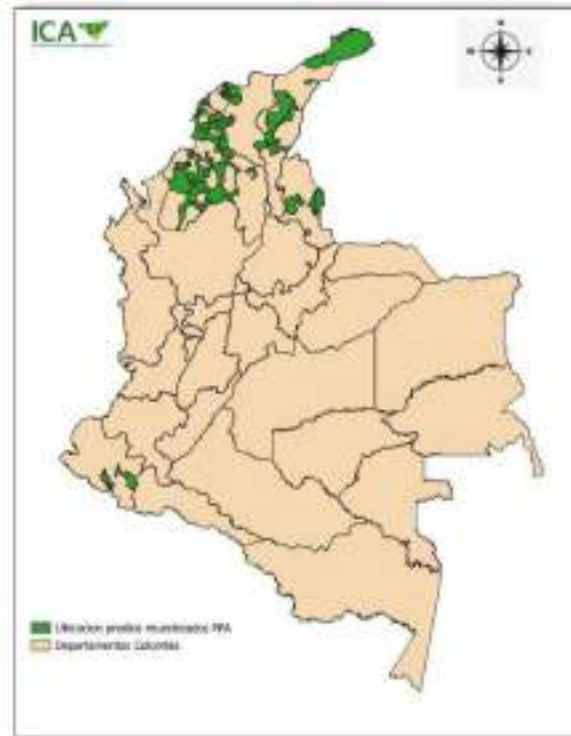 ICA
N
W E
S
Ubicacion predios muestreados PPA
Departamentos Colombia